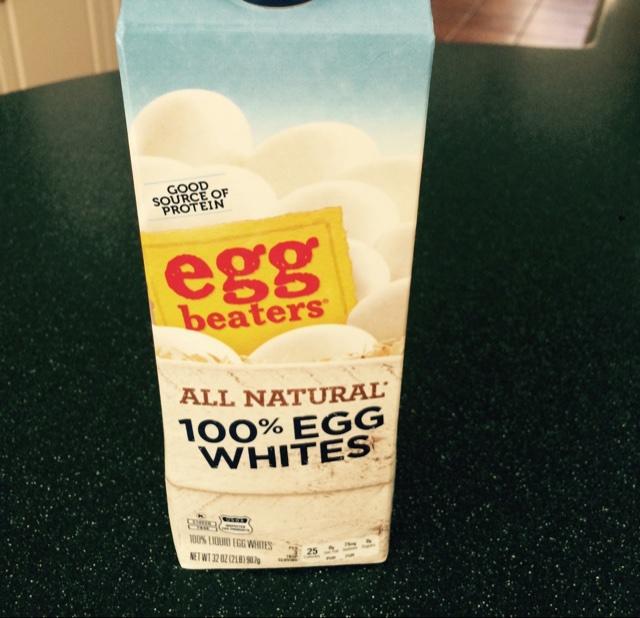 GOOD
SOURCE OF
PROTEIN
egg
beaters®
ALL NATURAL*
100% EGG
WHITES
USDA
100% LIQUID EGG WHITES
NET WT 32 OZ (2 LB) 907g
25